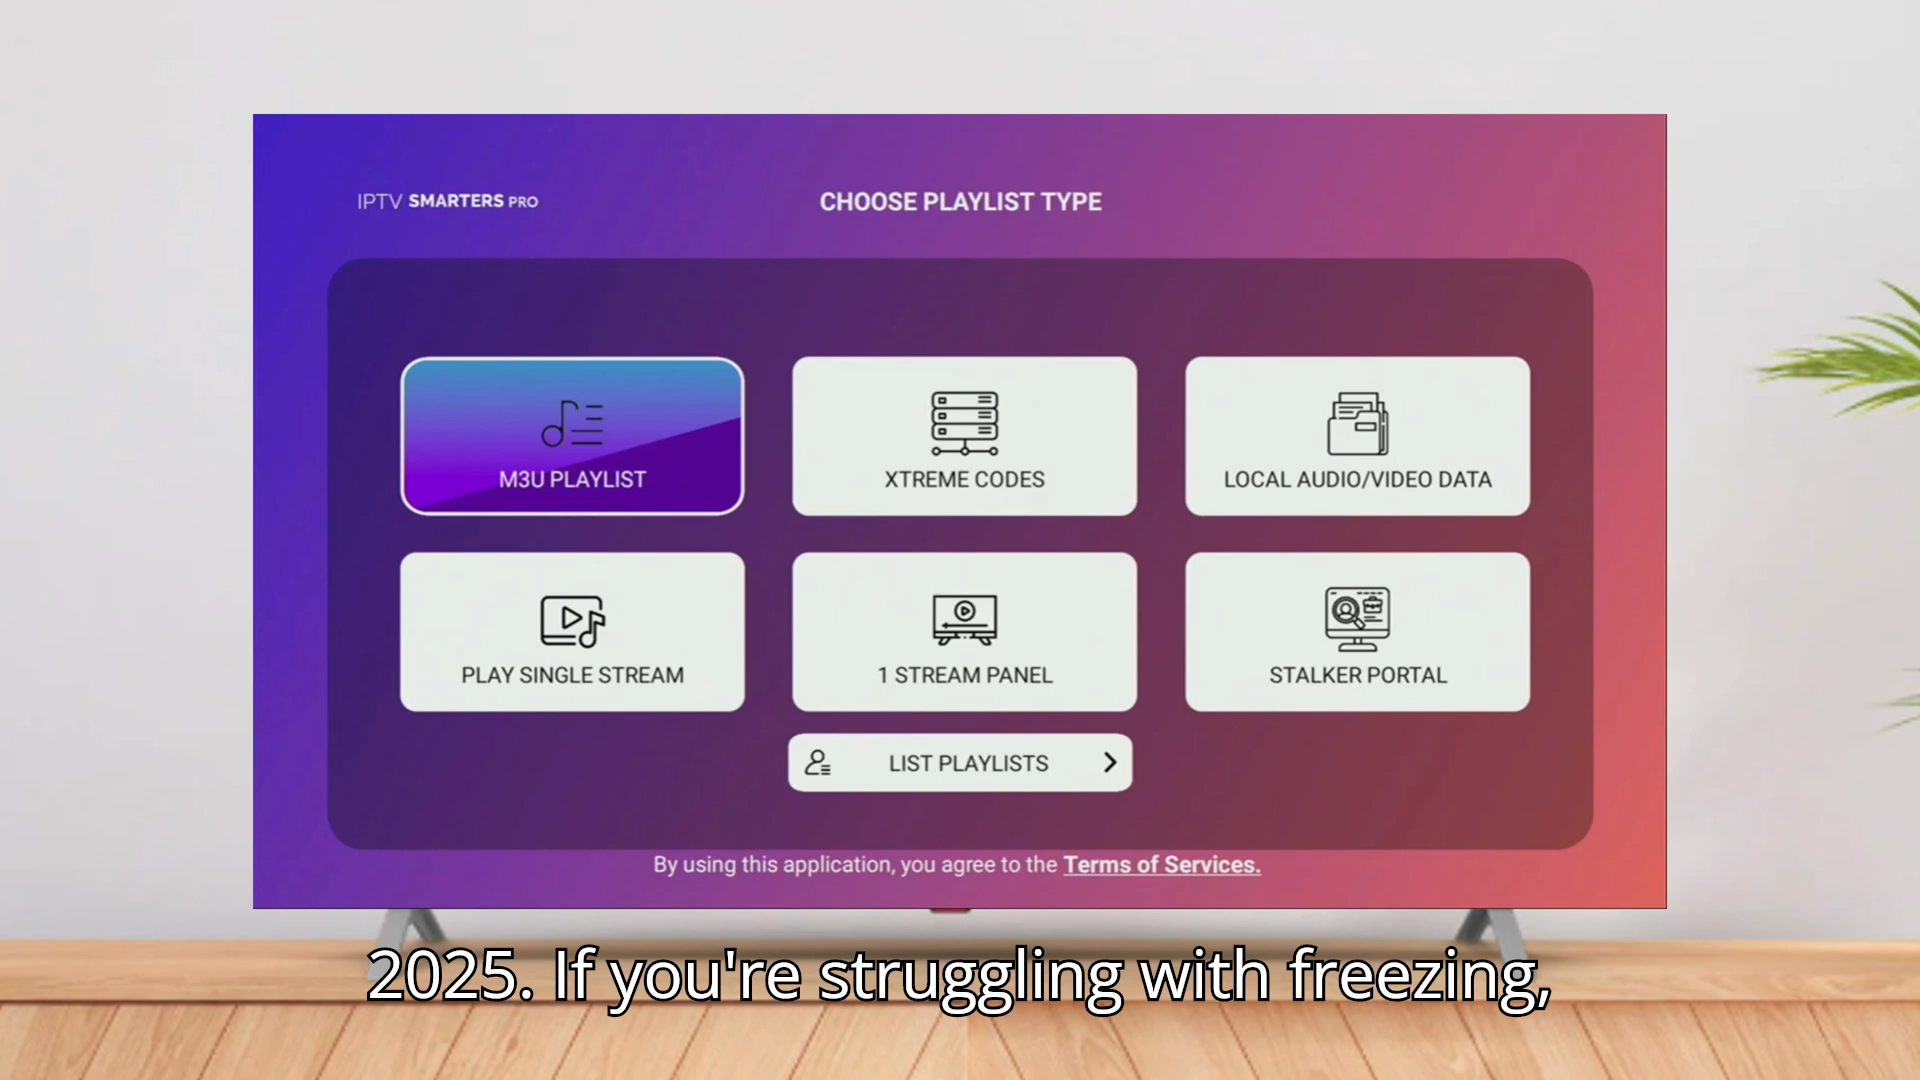 IPTV SMARTERS PRO
CHOOSE PLAYLIST TYPE
M3U PLAYLIST
XTREME CODES
LOCAL AUDIO/VIDEO DATA
PLAY SINGLE STREAM
1 STREAM PANEL
STALKER PORTAL
LIST PLAYLISTS
By using this application, you agree to the Terms of Services.
2025. If you're struggling with freezing,